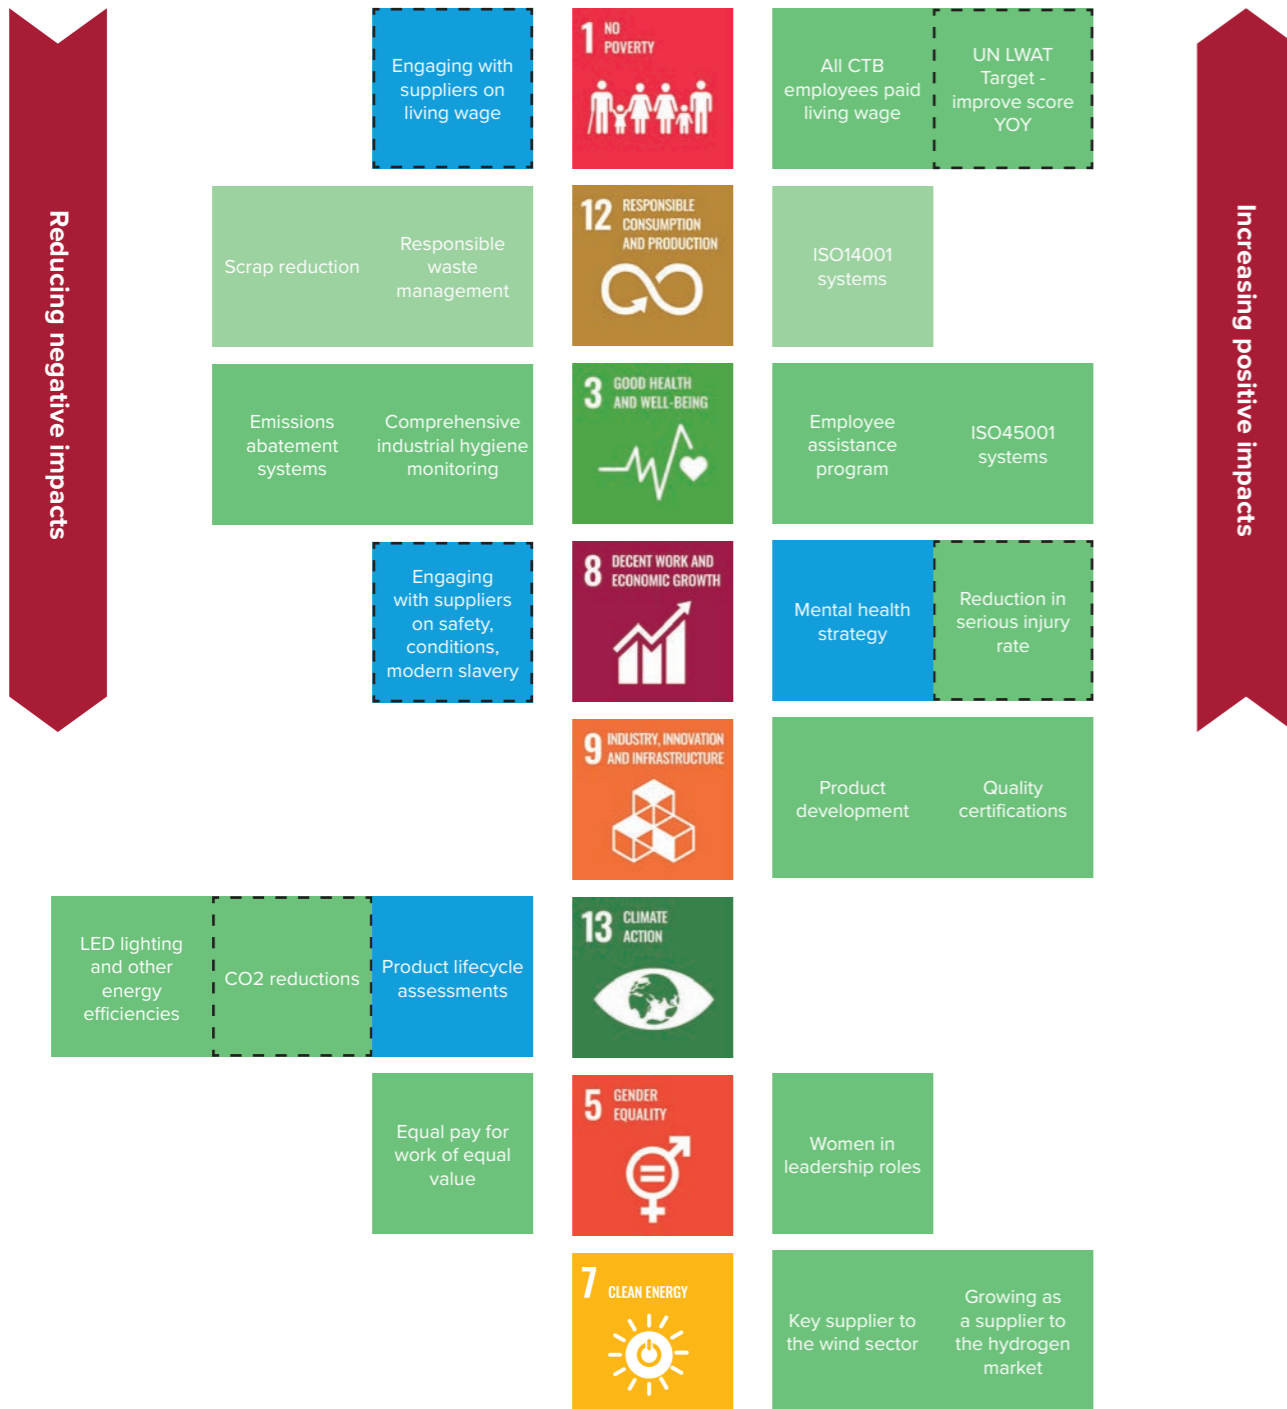 Reducing negative impacts
Increasing positive impacts
Engaging with
suppliers on
living wage
1 NO
POVERTY
All CTB
employees paid
living wage
UN LWAT
Target -
improve score
YOY
Scrap reduction
Responsible
waste
management
12 RESPONSIBLE
CONSUMPTION
AND PRODUCTION
ISO14001
systems
Emissions
abatement
systems
Comprehensive
industrial hygiene
monitoring
3 GOOD HEALTH
AND WELL-BEING
Employee
assistance
program
ISO45001
systems
Engaging
with suppliers
on safety,
conditions,
modern slavery
8 DECENT WORK AND
ECONOMIC GROWTH
Mental health
strategy
Reduction in
serious injury
rate
9 INDUSTRY, INNOVATION
AND INFRASTRUCTURE
Product
development
Quality
certifications
LED lighting
and other
energy
efficiencies
CO2 reductions
Product lifecycle
assessments
13 CLIMATE
ACTION
Equal pay for
work of equal
value
5 GENDER
EQUALITY
Women in
leadership roles
7 CLEAN ENERGY
Key supplier to
the wind sector
Growing as
a supplier to
the hydrogen
market